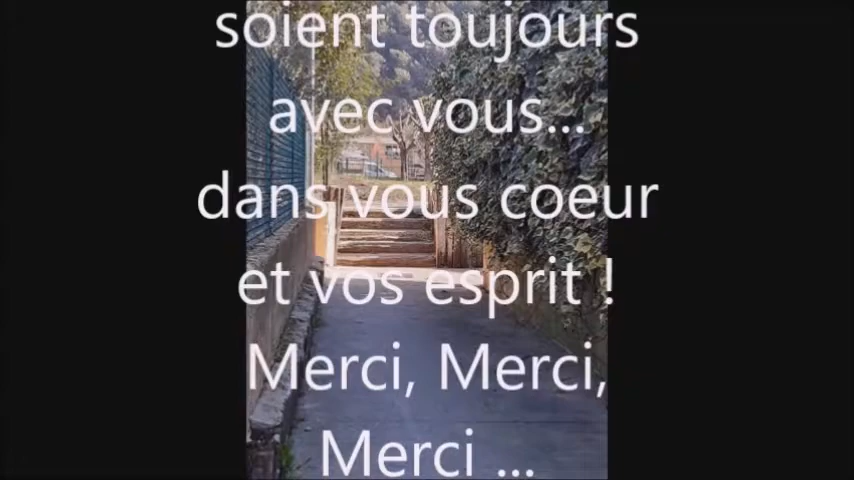 soient toujours
avec vous...
dans vous coeur
et vos esprit !
Merci, Merci,
Merci ...